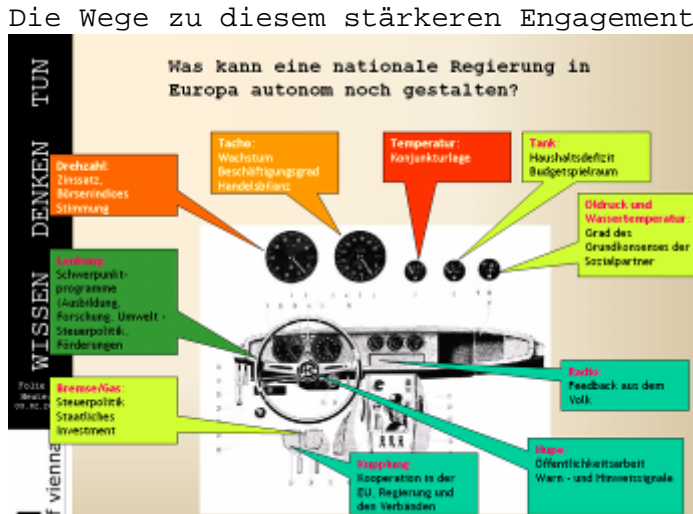 Die Wege zu diesem stärkeren Engagement
Was kann eine nationale Regierung in
Europa autonom noch gestalten?
WISSEN DENKEN TUN
Drehzahl:
Zinssatz,
Börsenindices
Stimmung
Tacho:
Wachstum
Beschäftigungsgrad
Handelsbilanz
Temperatur:
Konjunkturlage
Tank:
Haushaltsdefizit
Budgetspielraum
Öldruck und
Wassertemperatur:
Grad des
Grundkonsenses der
Sozialpartner
Lenkung
Schwerpunkt-
programme
(Ausbildung,
Forschung, Umwelt -
Steuerpolitik,
Förderungen
Bremse/Gas:
Steuerpolitik
Staatliches
Investment
Radio
Feedback aus dem
Volk
Hupe
Öffentlichkeitsarbeit
Warn - und Hinweissignale
Kupplung
Kooperation in der
EU, Regierung und
den Verbänden
Folie
f vienna